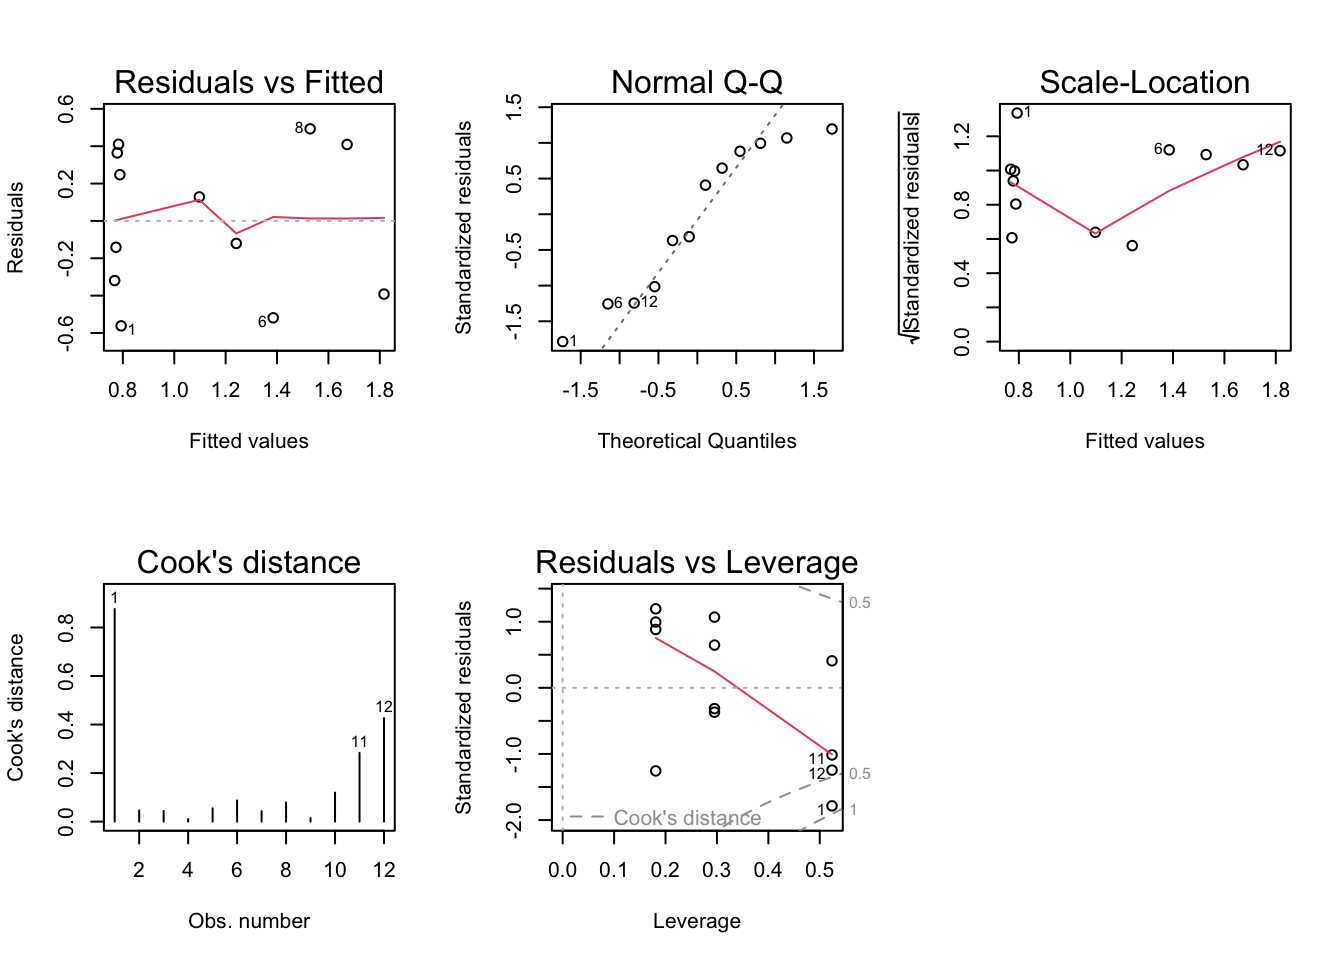 Residuals vs Fitted
Residuals
0.6
0.2
-0.2
-0.6
8
6
1
0.8 1.0 1.2 1.4 1.6 1.8
Fitted values
Normal Q-Q
Standardized residuals
1.5
0.5
-0.5
-1.5
6
12
1
-1.5 -0.5 0.5 1.5
Theoretical Quantiles
Scale-Location
√|Standardized residuals|
1.2
0.8
0.4
0.0
1
6
12
0.8 1.0 1.2 1.4 1.6 1.8
Fitted values
Cook's distance
Cook's distance
0.8
0.6
0.4
0.2
0.0
1
12
11
2 4 6 8 10 12
Obs. number
Residuals vs Leverage
Standardized residuals
1.0
0.0
-1.0
-2.0
0.5
11
12
0.5
1
1
Cook's distance
0.0 0.1 0.2 0.3 0.4 0.5
Leverage